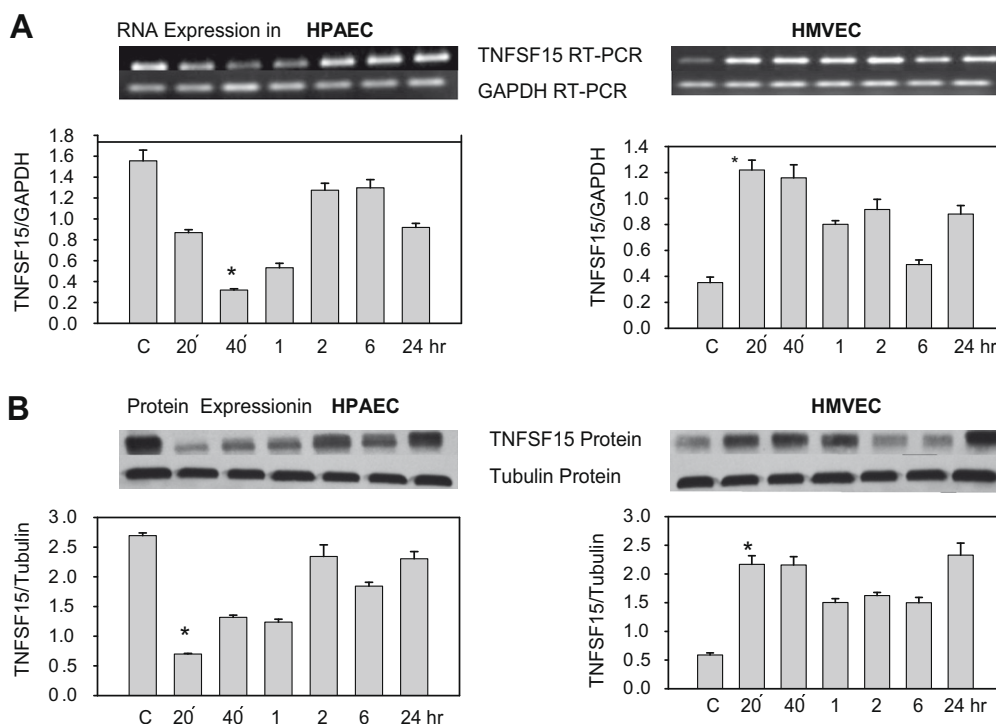 A
RNA Expression in HPAEC
HMVEC
TNFSF15 RT-PCR
GAPDH RT-PCR
TNFSF15/GAPDH
1.8
1.6
1.4
1.2
1.0
0.8
0.6
0.4
0.2
0.0
*
C 20′ 40′ 1 2 6 24 hr
TNFSF15/GAPDH
1.4
1.2
1.0
0.8
0.6
0.4
0.2
0.0
*
C 20′ 40′ 1 2 6 24 hr
B
Protein Expressionin HPAEC
HMVEC
TNFSF15 Protein
Tubulin Protein
TNFSF15/Tubulin
3.0
2.5
2.0
1.5
1.0
0.5
0.0
*
C 20′ 40′ 1 2 6 24 hr
TNFSF15/Tubulin
3.0
2.5
2.0
1.5
1.0
0.5
0.0
*
C 20′ 40′ 1 2 6 24 hr